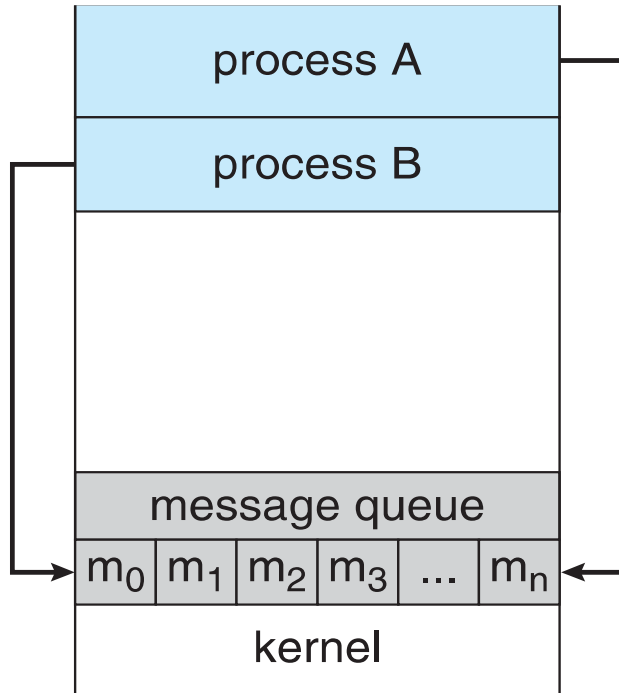 process A
process B
message queue
m₀ m₁ m₂ m₃ ... mₙ
kernel